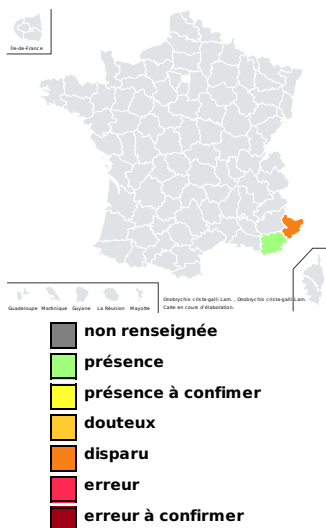 Île-de-France
Guadeloupe Martinique Guyane La Réunion Mayotte
Onobrychis crista-galli Lam. , Onobrychis crista-galli Lam.
Carte en cours d'élaboration.
non renseignée
présence
présence à confimer
douteux
disparu
erreur
erreur à confirmer